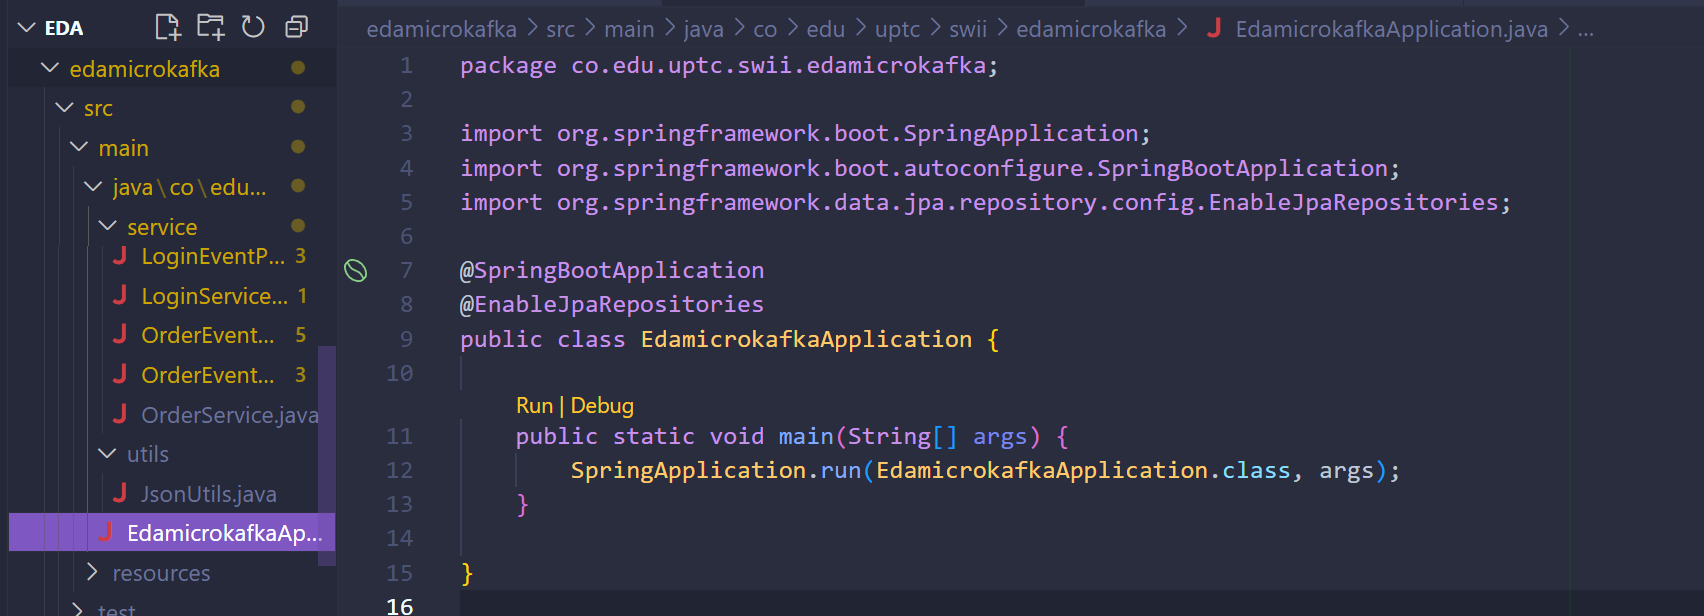 EDA
edamicrokafka
src
main
java\co\edu...
service
LoginEventP... 3
LoginService... 1
OrderEvent... 5
OrderEvent... 3
OrderService.java
utils
J JsonUtils.java
EdamicrokafkaAp...
resources
test
edamicrokafka > src > main > java > co > edu > uptc > swii > edamicrokafka > J EdamicrokafkaApplication.java > ...
1 package co.edu.uptc.swii.edamicrokafka;
2
3 import org.springframework.boot.SpringApplication;
4 import org.springframework.boot.autoconfigure.SpringBootApplication;
5 import org.springframework.data.jpa.repository.config.EnableJpaRepositories;
6
7 @SpringBootApplication
8 @EnableJpaRepositories
9 public class EdamicrokafkaApplication {
10
Run | Debug
11 public static void main(String[] args) {
12 SpringApplication.run(EdamicrokafkaApplication.class, args);
13 }
14
15 }
16